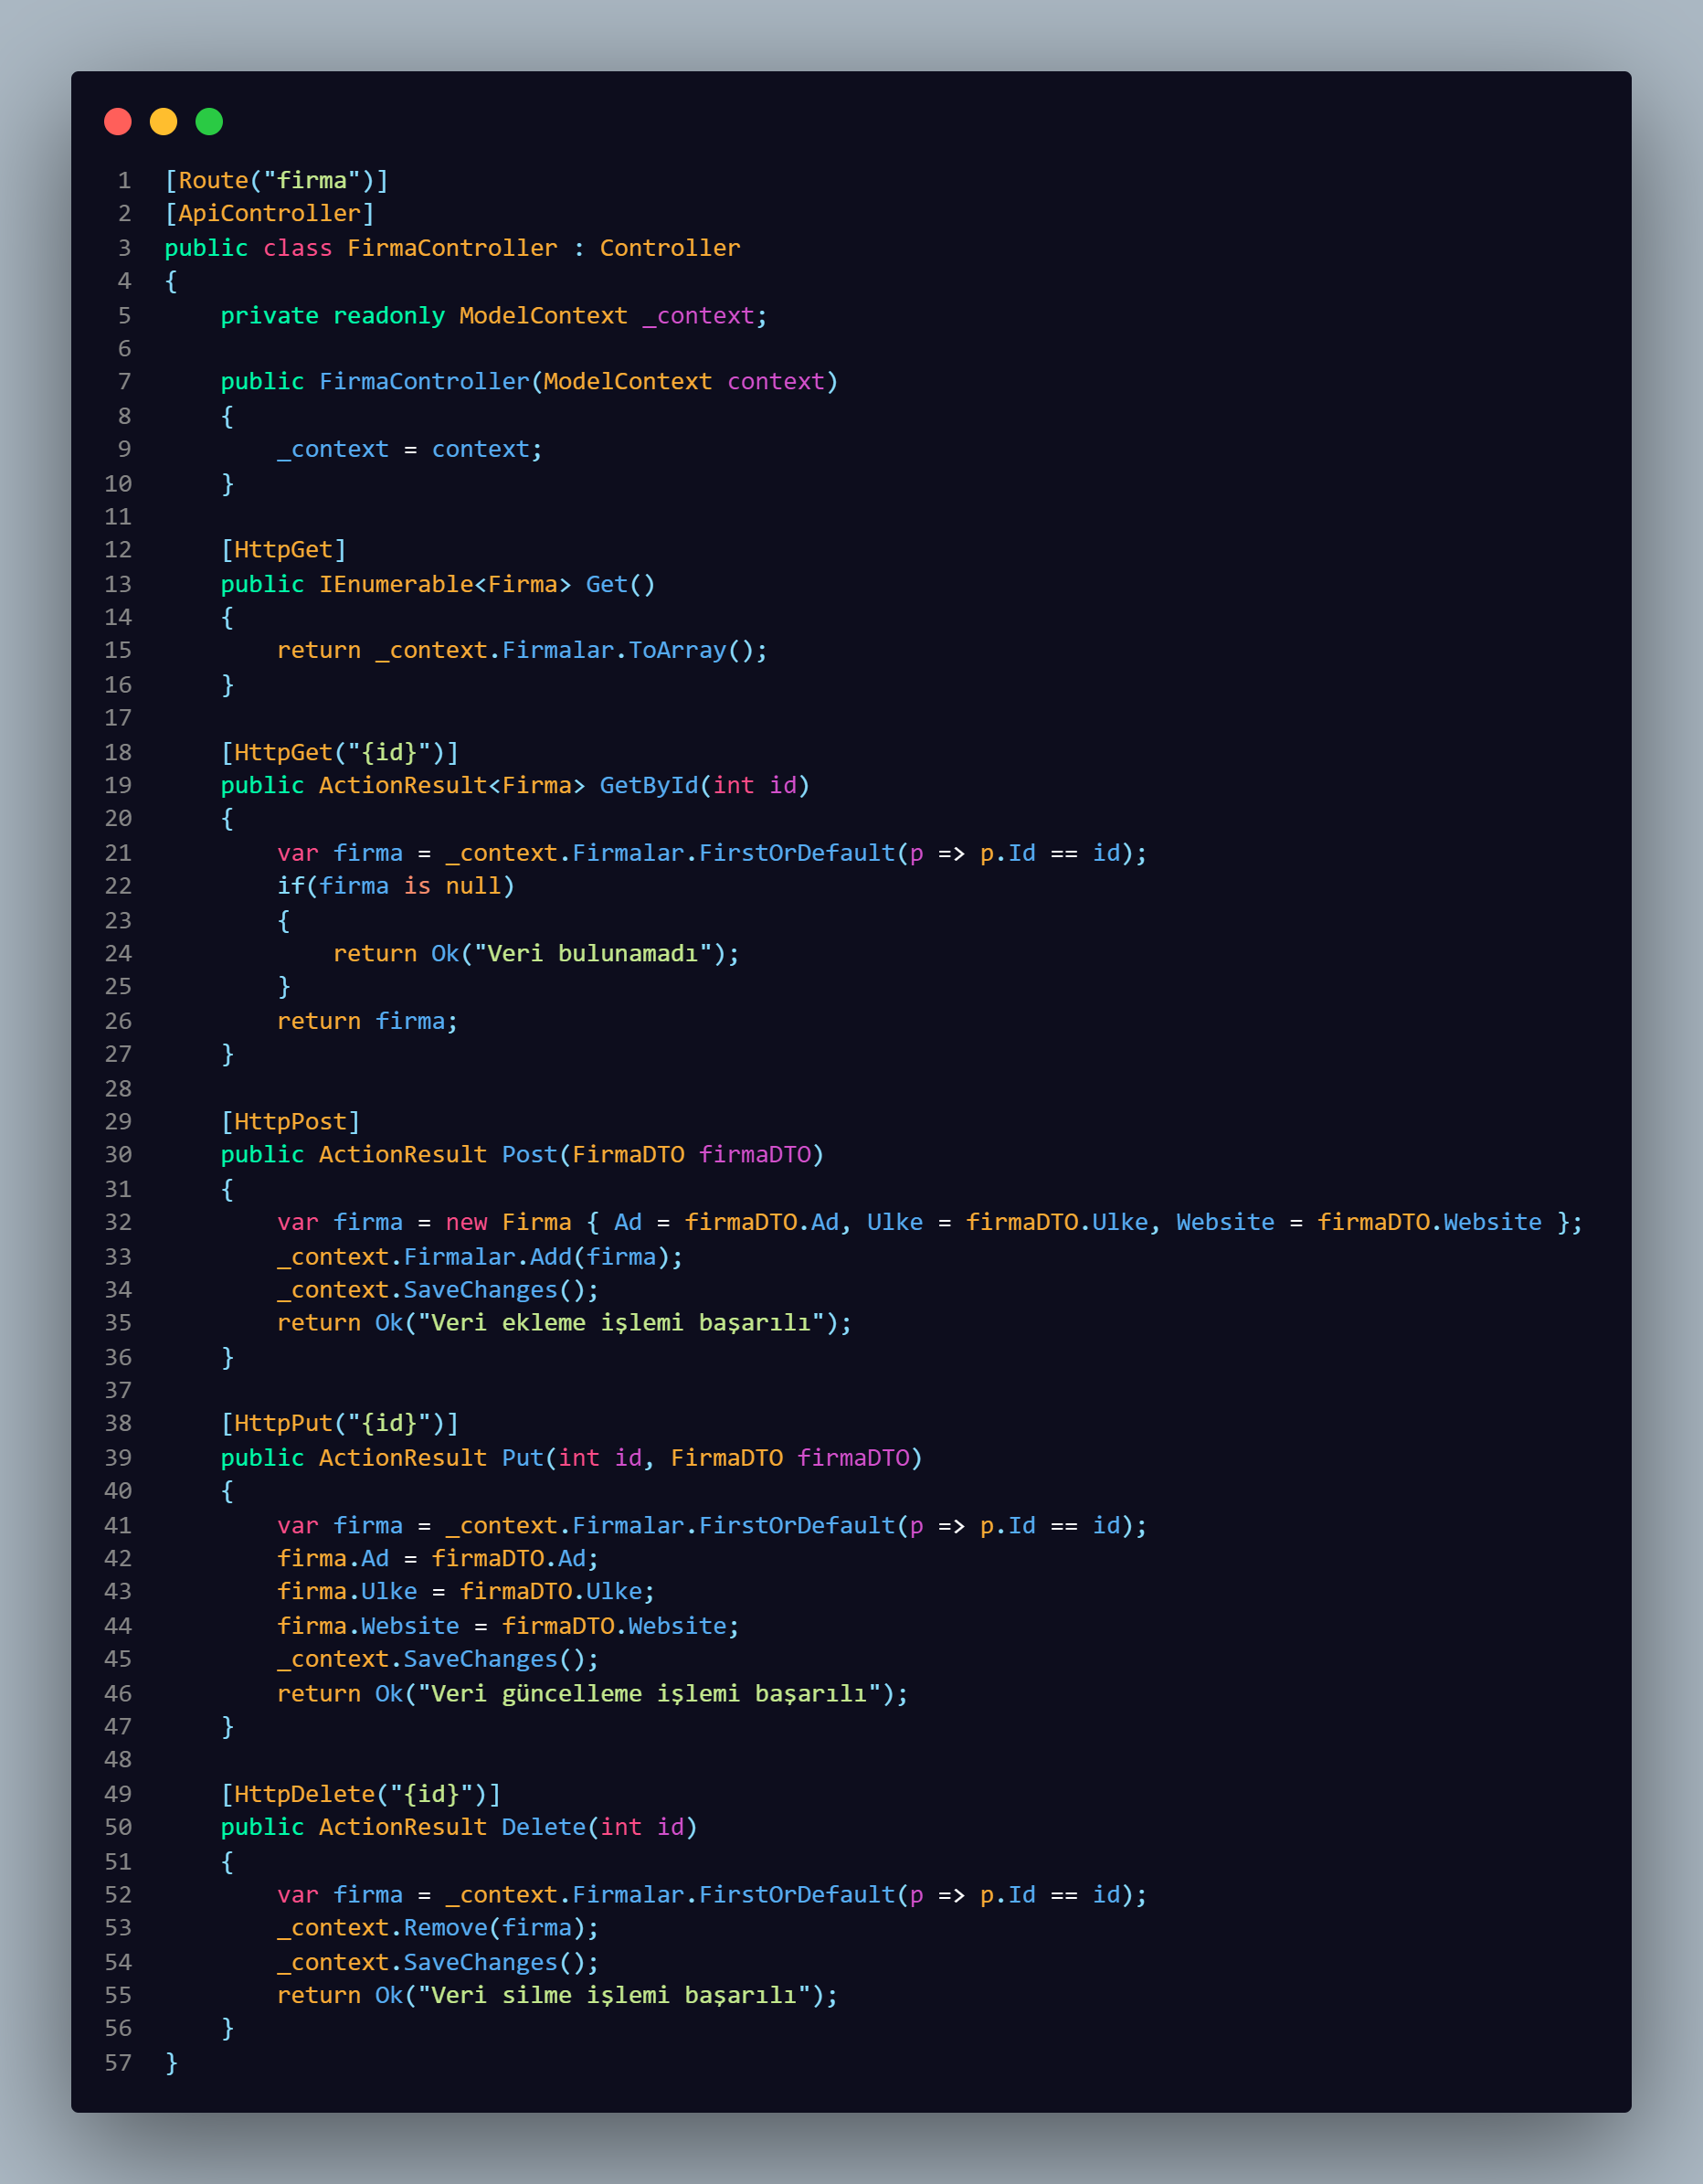 1 [Route("firma")]
2 [ApiController]
3 public class FirmaController : Controller
4 {
5     private readonly ModelContext _context;
6
7     public FirmaController(ModelContext context)
8     {
9         _context = context;
10     }
11
12     [HttpGet]
13     public IEnumerable<Firma> Get()
14     {
15         return _context.Firmalar.ToArray();
16     }
17
18     [HttpGet("{id}")]
19     public ActionResult<Firma> GetById(int id)
20     {
21         var firma = _context.Firmalar.FirstOrDefault(p => p.Id == id);
22         if(firma is null)
23         {
24             return Ok("Veri bulunamadı");
25         }
26         return firma;
27     }
28
29     [HttpPost]
30     public ActionResult Post(FirmaDTO firmaDTO)
31     {
32         var firma = new Firma { Ad = firmaDTO.Ad, Ulke = firmaDTO.Ulke, Website = firmaDTO.Website };
33         _context.Firmalar.Add(firma);
34         _context.SaveChanges();
35         return Ok("Veri ekleme işlemi başarılı");
36     }
37
38     [HttpPut("{id}")]
39     public ActionResult Put(int id, FirmaDTO firmaDTO)
40     {
41         var firma = _context.Firmalar.FirstOrDefault(p => p.Id == id);
42         firma.Ad = firmaDTO.Ad;
43         firma.Ulke = firmaDTO.Ulke;
44         firma.Website = firmaDTO.Website;
45         _context.SaveChanges();
46         return Ok("Veri güncelleme işlemi başarılı");
47     }
48
49     [HttpDelete("{id}")]
50     public ActionResult Delete(int id)
51     {
52         var firma = _context.Firmalar.FirstOrDefault(p => p.Id == id);
53         _context.Remove(firma);
54         _context.SaveChanges();
55         return Ok("Veri silme işlemi başarılı");
56     }
57 }